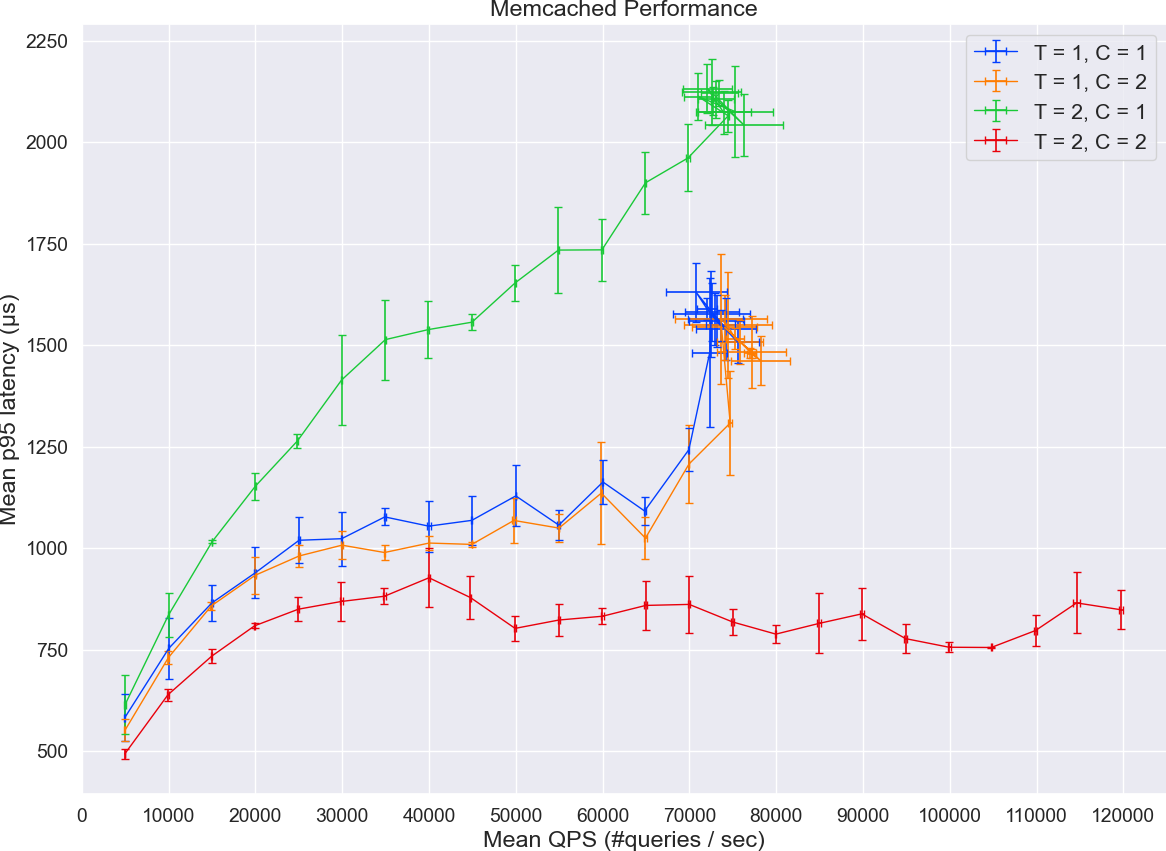 Memcached Performance
T = 1, C = 1
T = 1, C = 2
T = 2, C = 1
T = 2, C = 2
Mean p95 latency (µs)
2250
2000
1750
1500
1250
1000
750
500
0 10000 20000 30000 40000 50000 60000 70000 80000 90000 100000 110000 120000
Mean QPS (#queries / sec)